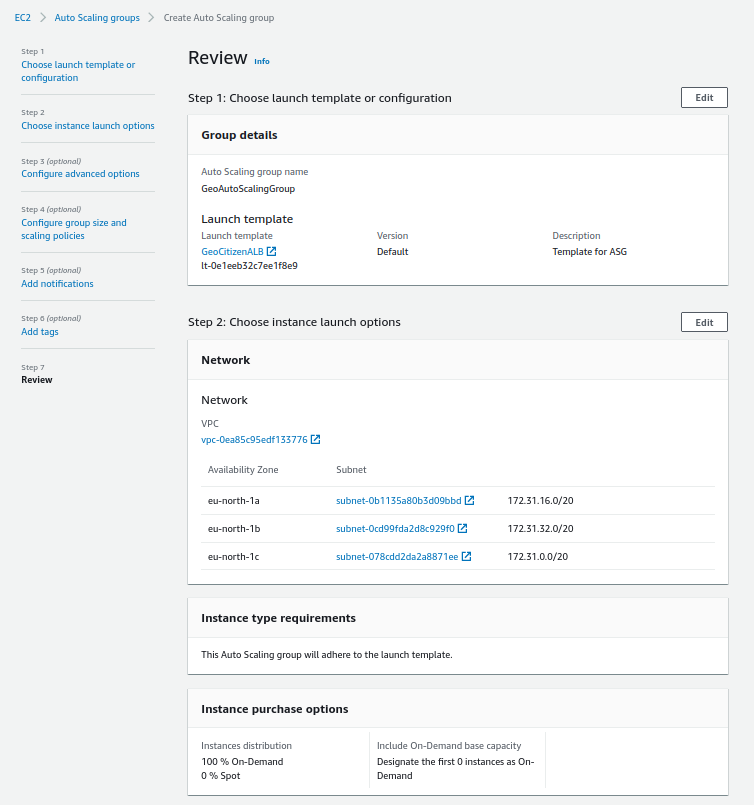 EC2 > Auto Scaling groups > Create Auto Scaling group
Step 1
Choose launch template or
configuration
Step 2
Choose instance launch options
Step 3 (optional)
Configure advanced options
Step 4 (optional)
Configure group size and
scaling policies
Step 5 (optional)
Add notifications
Step 6 (optional)
Add tags
Step 7
Review
Review Info
Step 1: Choose launch template or configuration Edit
Group details
Auto Scaling group name
GeoAutoScalingGroup
Launch template
Launch template Version Description
GeoCitizenALB Default Template for ASG
lt-0e1eeb32c7ee1f8e9
Step 2: Choose instance launch options Edit
Network
Network
VPC
vpc-0ea85c95edf133776
Availability Zone Subnet
eu-north-1a subnet-0b1135a80b3d09bbd 172.31.16.0/20
eu-north-1b subnet-0cd99fda2d8c929f0 172.31.32.0/20
eu-north-1c subnet-078cdd2da2a8871ee 172.31.0.0/20
Instance type requirements
This Auto Scaling group will adhere to the launch template.
Instance purchase options
Instances distribution Include On-Demand base capacity
100 % On-Demand Designate the first 0 instances as On-
0 % Spot Demand